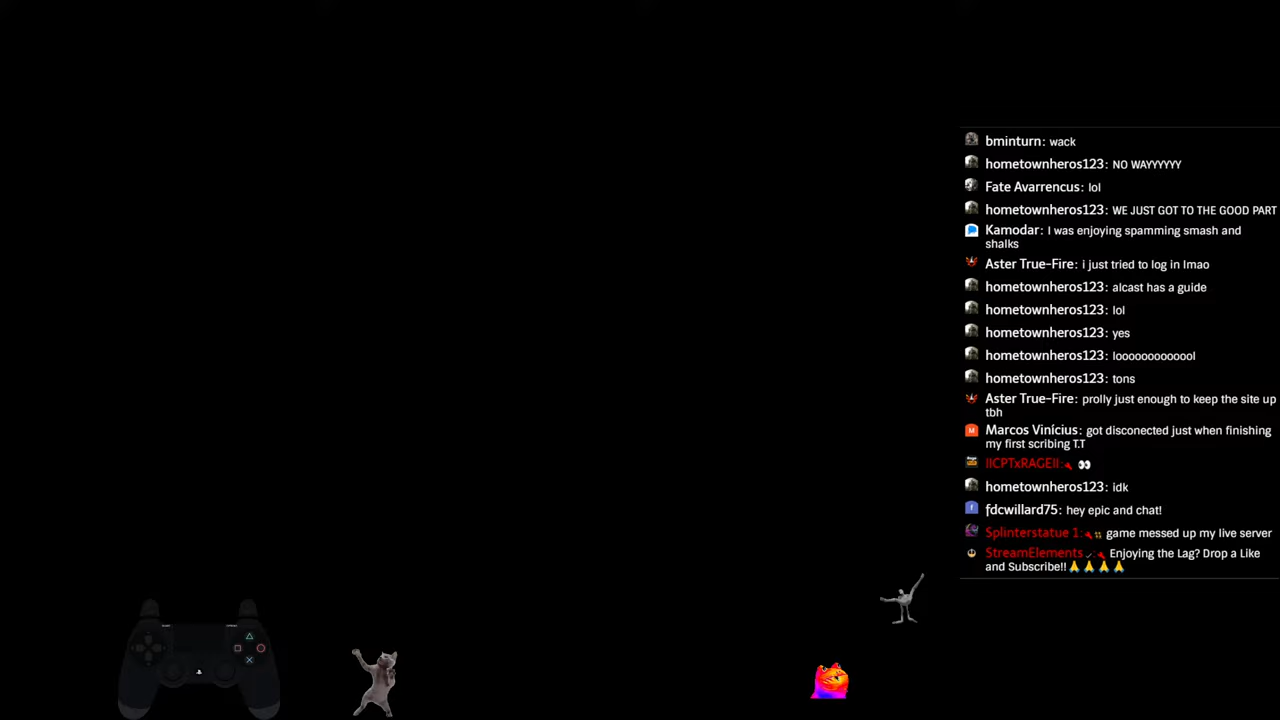 bminturn: wack
hometownheros123: NO WAYYYYYY
Fate Avarrencus: lol
hometownheros123: WE JUST GOT TO THE GOOD PART
Kamodar: I was enjoying spamming smash and
shalks
Aster True-Fire: i just tried to log in lmao
hometownheros123: alcast has a guide
hometownheros123: lol
hometownheros123: yes
hometownheros123: looooooooooool
hometownheros123: tons
Aster True-Fire: prolly just enough to keep the site up
tbh
Marcos Vinícius: got disconected just when finishing
my first scribing T.T
IICPTxRAGEII: 👀
hometownheros123: idk
fdcwillard75: hey epic and chat!
Splinterstatue 1: game messed up my live server
StreamElements: Enjoying the Lag? Drop a Like
and Subscribe!!🙏🙏🙏🙏